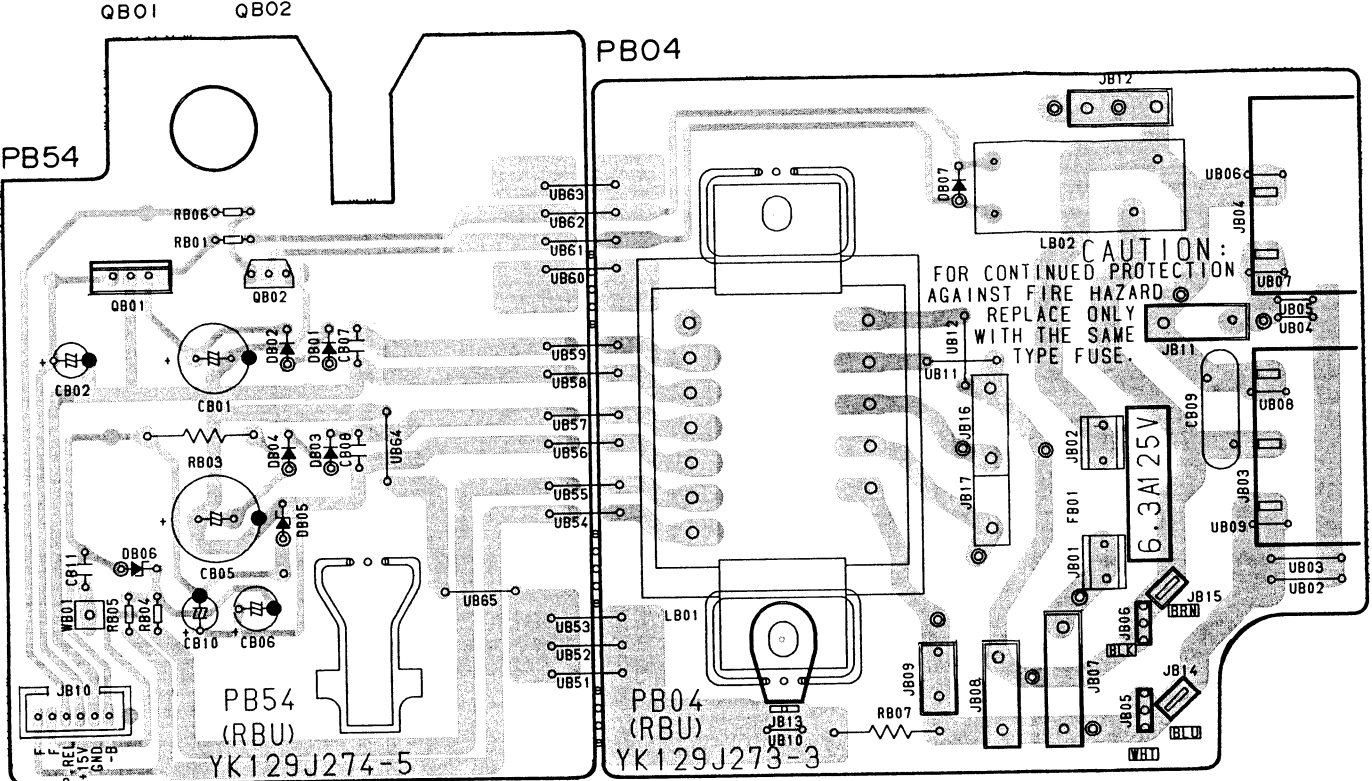 QB01 QB02
PB04
PB54
JB12
UB63
UB62
UB61
UB60
RB06
RB01
QB01
QB02
DB07
LB02
UB06
JB04
UB07
UB05
UB04
CAUTION:
FOR CONTINUED PROTECTION
AGAINST FIRE HAZARD
REPLACE ONLY
WITH THE SAME
TYPE FUSE.
JB11
UB12
UB11
CB02
CB01
DB02
DB01
CB07
UB59
UB58
UB57
UB56
UB55
UB54
RB03
DB04
DB03
CB08
UB64
JB16
JB17
JB02
FB01
JB01
6.3A125V
CB09
UB08
JB03
UB09
UB03
UB02
CB05
DB05
CB11
DB06
WB01
RB05
RB04
CB10
CB06
UB65
UB53
UB52
UB51
LB01
JB15
BRN
JB06
BLK
JB14
JB05
BLU
WHT
JB09
JB08
JB07
RB07
JB13
UB10
JB10
F
F
REL
+15V
GND
-B
PB54
(RBU)
YK129J274-5
PB04
(RBU)
YK129J273-3